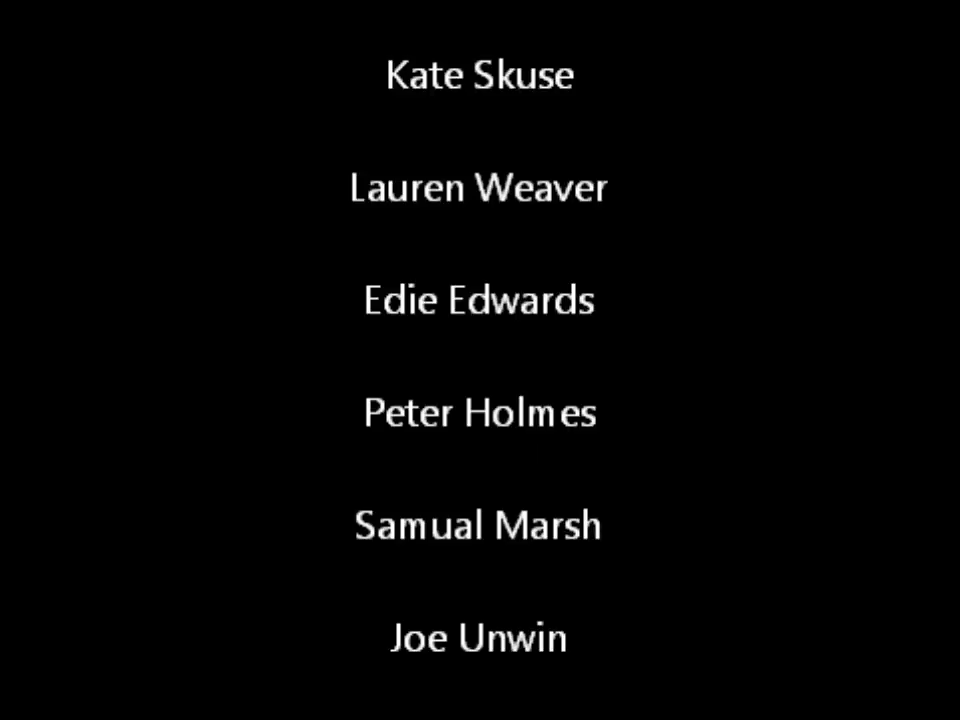 Kate Skuse
Lauren Weaver
Edie Edwards
Peter Holmes
Samual Marsh
Joe Unwin